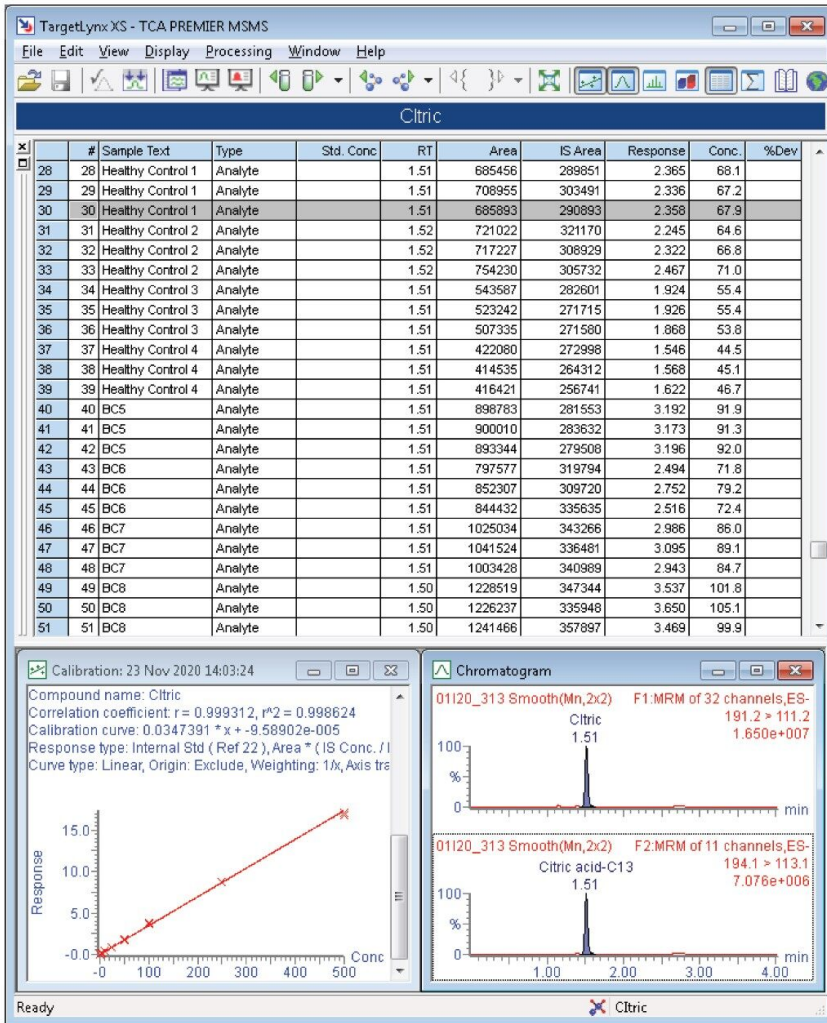 TargetLynx XS - TCA PREMIER MSMS
File Edit View Display Processing Window Help
CItric
# Sample Text Type Std. Conc RT Area IS Area Response Conc. %Dev
28 28 Healthy Control 1 Analyte 1.51 685456 289851 2.365 68.1
29 29 Healthy Control 1 Analyte 1.51 708955 303491 2.336 67.2
30 30 Healthy Control 1 Analyte 1.51 685893 290893 2.358 67.9
31 31 Healthy Control 2 Analyte 1.52 721022 321170 2.245 64.6
32 32 Healthy Control 2 Analyte 1.52 717227 308929 2.322 66.8
33 33 Healthy Control 2 Analyte 1.52 754230 305732 2.467 71.0
34 34 Healthy Control 3 Analyte 1.51 543587 282601 1.924 55.4
35 35 Healthy Control 3 Analyte 1.51 523242 271715 1.926 55.4
36 36 Healthy Control 3 Analyte 1.51 507335 271580 1.868 53.8
37 37 Healthy Control 4 Analyte 1.51 422080 272998 1.546 44.5
38 38 Healthy Control 4 Analyte 1.51 414535 264312 1.568 45.1
39 39 Healthy Control 4 Analyte 1.51 416421 256741 1.622 46.7
40 40 BC5 Analyte 1.51 898783 281553 3.192 91.9
41 41 BC5 Analyte 1.51 900010 283632 3.173 91.3
42 42 BC5 Analyte 1.51 893344 279508 3.196 92.0
43 43 BC6 Analyte 1.51 797577 319794 2.494 71.8
44 44 BC6 Analyte 1.51 852307 309720 2.752 79.2
45 45 BC6 Analyte 1.51 844432 335635 2.516 72.4
46 46 BC7 Analyte 1.51 1025034 343266 2.986 86.0
47 47 BC7 Analyte 1.51 1041524 336481 3.095 89.1
48 48 BC7 Analyte 1.51 1003428 340989 2.943 84.7
49 49 BC8 Analyte 1.50 1228519 347344 3.537 101.8
50 50 BC8 Analyte 1.50 1226237 335948 3.650 105.1
51 51 BC8 Analyte 1.50 1241466 357897 3.469 99.9
Calibration: 23 Nov 2020 14:03:24
Compound name: CItric
Correlation coefficient: r = 0.999312, r^2 = 0.998624
Calibration curve: 0.0347391 * x + -9.58902e-005
Response type: Internal Std ( Ref 22 ), Area * ( IS Conc. / I
Curve type: Linear, Origin: Exclude, Weighting: 1/x, Axis tra
Response
15.0
10.0
5.0
-0.0
Conc
-0 100 200 300 400 500
Chromatogram
01I20_313 Smooth(Mn,2x2) F1:MRM of 32 channels,ES-
CItric 191.2 > 111.2
1.51 1.650e+007
100
%
0
min
01I20_313 Smooth(Mn,2x2) F2:MRM of 11 channels,ES-
Citric acid-C13 194.1 > 113.1
1.51 7.076e+006
100
%
0
min
1.00 2.00 3.00 4.00
Ready CItric